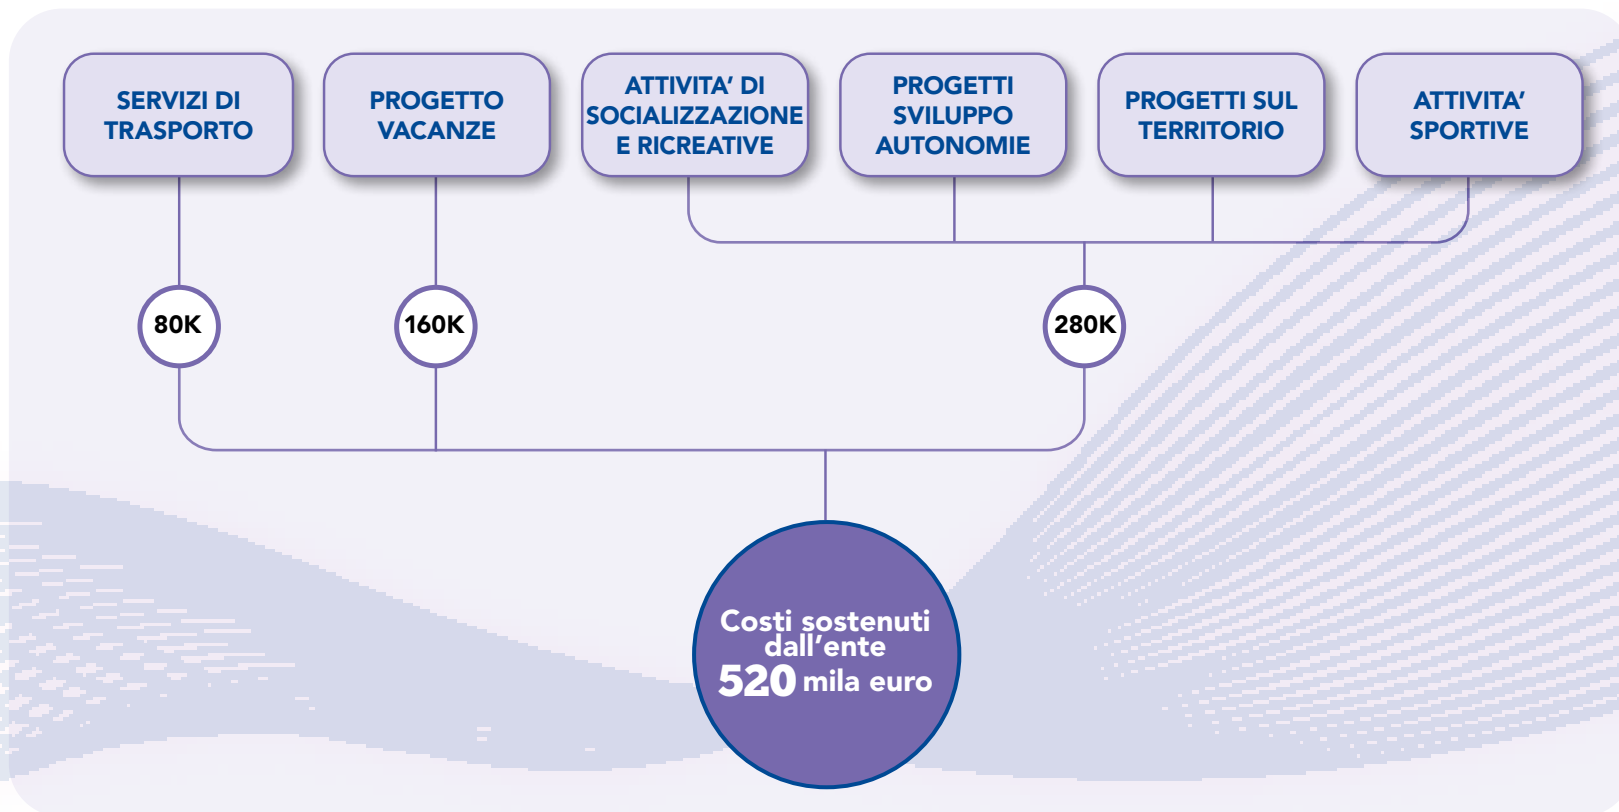 SERVIZI DI
TRASPORTO
PROGETTO
VACANZE
ATTIVITA’ DI
SOCIALIZZAZIONE
E RICREATIVE
PROGETTI
SVILUPPO
AUTONOMIE
PROGETTI SUL
TERRITORIO
ATTIVITA’
SPORTIVE
80K
160K
280K
Costi sostenuti
dall’ente
520 mila euro